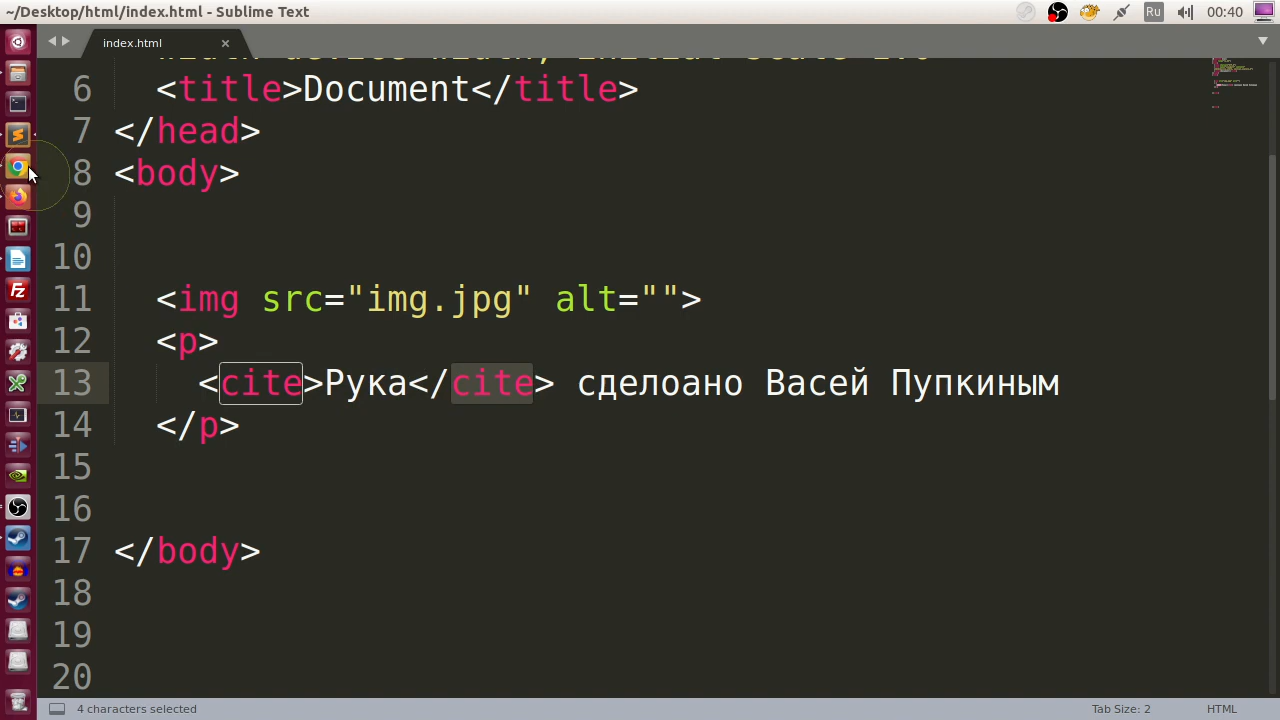 ~/Desktop/html/index.html - Sublime Text
Ru
00:40
index.html
6 <title>Document</title>
7 </head>
8 <body>
9
10
11 <img src="img.jpg" alt="">
12 <p>
13 <cite>Рука</cite> сделоано Васей Пупкиным
14 </p>
15
16
17 </body>
18
19
20
4 characters selected
Tab Size: 2
HTML